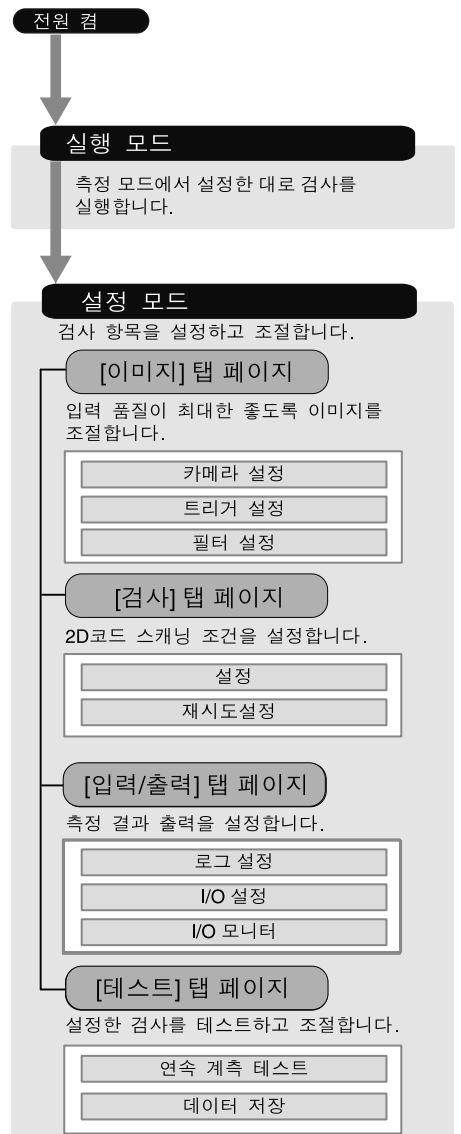 전원 켬
실행 모드
측정 모드에서 설정한 대로 검사를
실행합니다.
설정 모드
검사 항목을 설정하고 조절합니다.
[이미지] 탭 페이지
입력 품질이 최대한 좋도록 이미지를
조절합니다.
카메라 설정
트리거 설정
필터 설정
[검사] 탭 페이지
2D코드 스캐닝 조건을 설정합니다.
설정
재시도설정
[입력/출력] 탭 페이지
측정 결과 출력을 설정합니다.
로그 설정
I/O 설정
I/O 모니터
[테스트] 탭 페이지
설정한 검사를 테스트하고 조절합니다.
연속 계측 테스트
데이터 저장